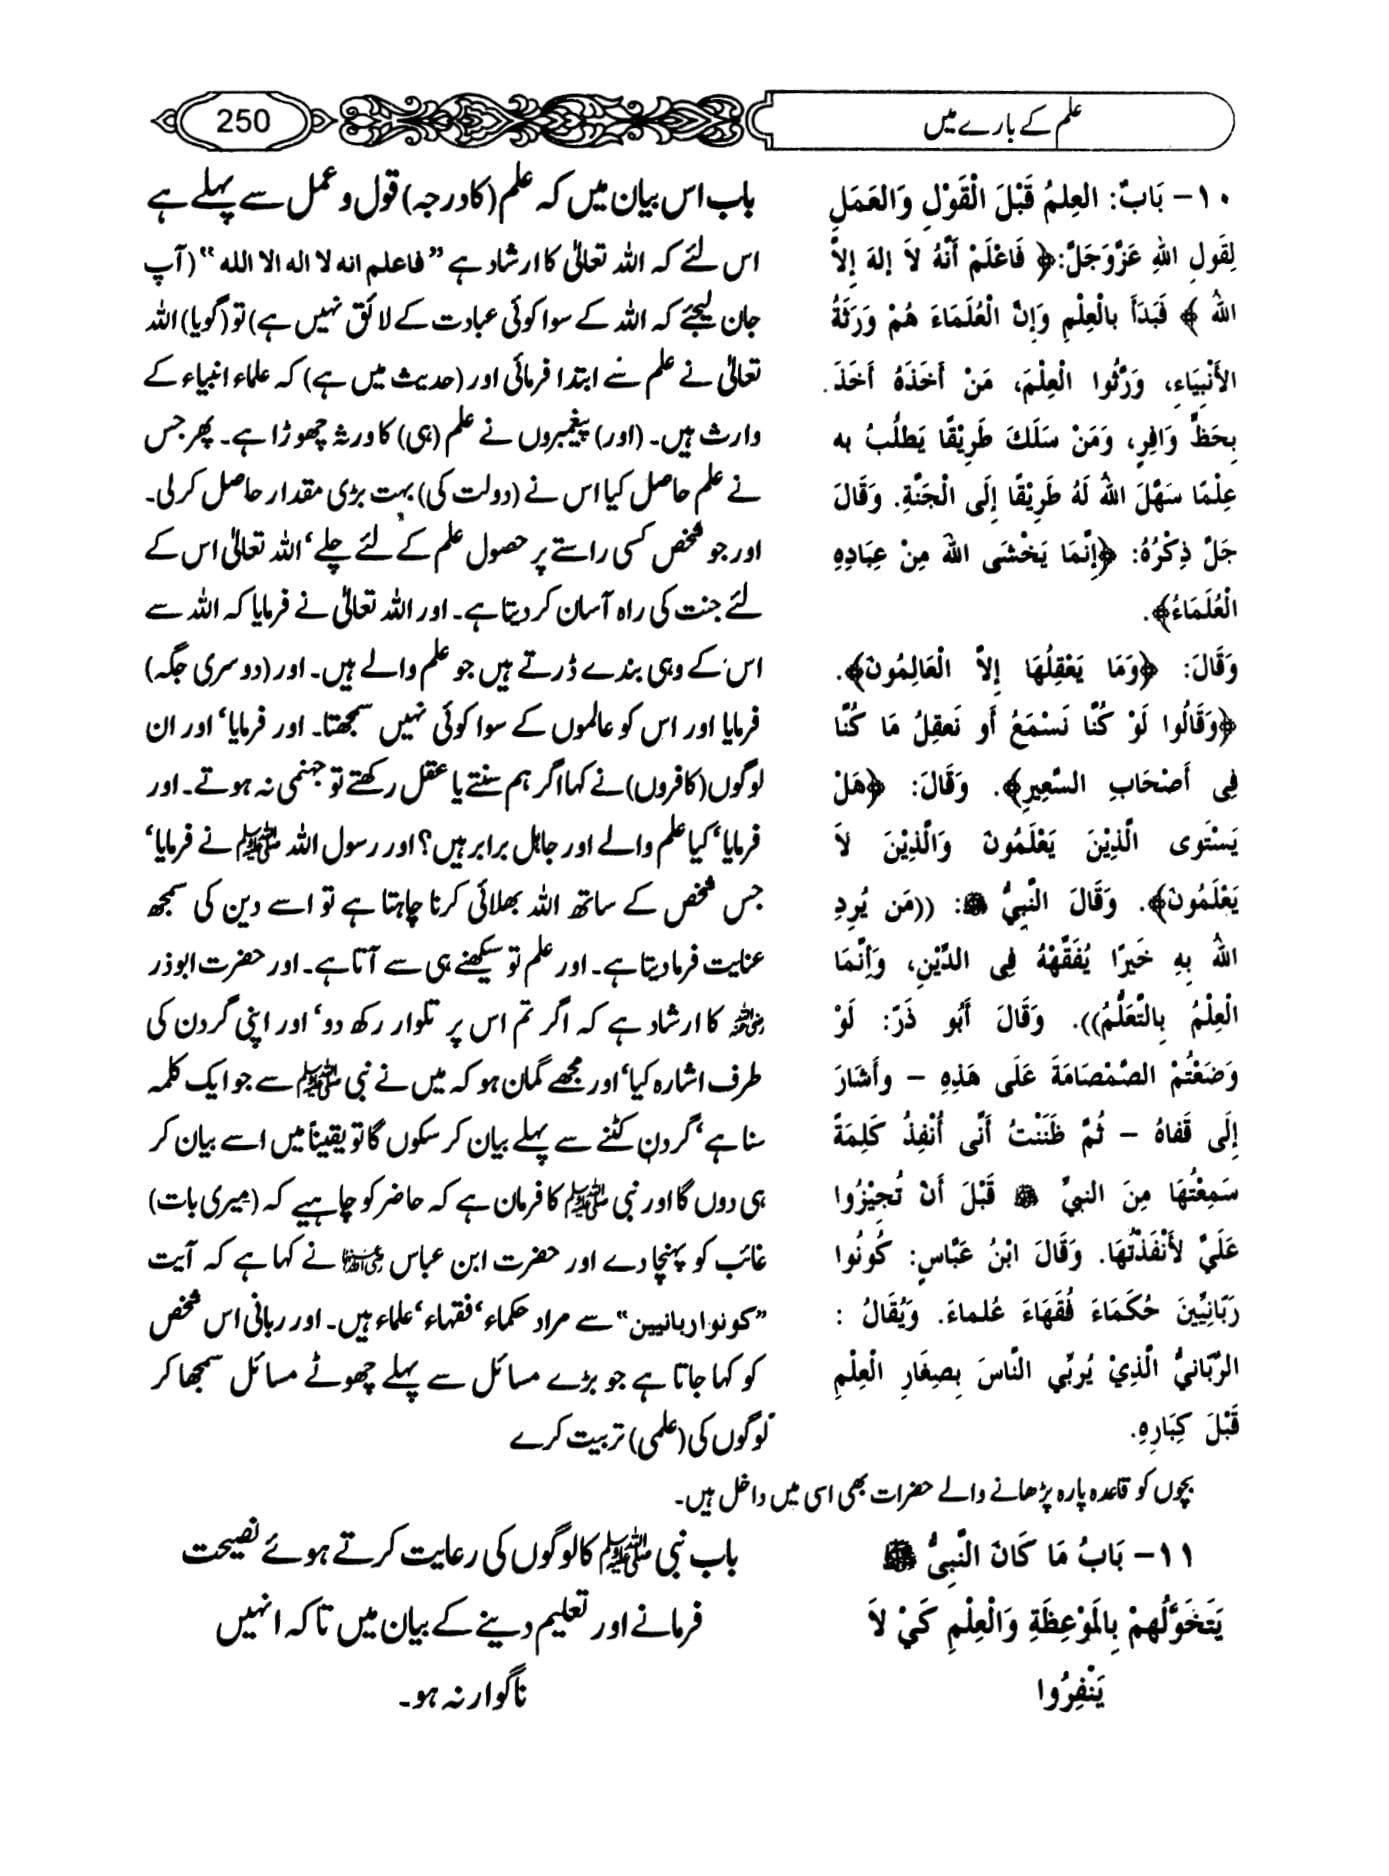 علم کے بارے میں
250
١٠- بَابٌ: العِلمُ قَبْلَ الْقَوْلِ وَالعَمَلِ
لِقَولِ اللهِ عَزَّوَجَلَّ:﴿ فَاعْلَمْ أَنَّهُ لاَ إِلهَ إِلاَّ
اللهُ ﴾ فَبَدَأَ بِالْعِلْمِ وَإِنَّ الْعُلَمَاءَ هُمْ وَرَثَةُ
الأَنْبِيَاءِ، وَرَّثُوا الْعِلْمَ، مَنْ أَخَذَهُ أَخَذَ
بِحَظٍّ وَافِرٍ، وَمَنْ سَلَكَ طَرِيْقًا يَطلُبُ به
عِلْمًا سَهَّلَ اللهُ لَهُ طَرِيْقًا إِلَى الْجَنَّةِ. وَقَالَ
جَلَّ ذِكْرُهُ: ﴿إِنَّمَا يَخْشَى اللهَ مِنْ عِبَادِهِ
الْعُلَمَاءُ﴾.
وَقَالَ: ﴿وَمَا يَعْقِلُهَا إِلاَّ الْعَالِمُونَ﴾.
﴿وَقَالُوا لَوْ كُنَّا نَسْمَعُ أَو نَعقِلُ مَا كُنَّا
فِي أَصْحَابِ السَّعِيرِ﴾. وَقَالَ: ﴿هَلْ
يَسْتَوِى الَّذِيْنَ يَعْلَمُونَ وَالَّذِيْنَ لاَ
يَعْلَمُونَ﴾. وَقَالَ النَّبِيُّ ﷺ: ((مَن يُرِدِ
اللهُ بِهِ خَيرًا يُفَقِّهْهُ فِي الدِّيْنِ، وَإِنَّمَا
الْعِلْمُ بِالتَّعَلُّمِ)). وَقَالَ أَبُو ذَرٍّ: لَوْ
وَضَعْتُمْ الصَّمْصَامَةَ عَلَى هَذِهِ - وأَشَارَ
إِلَى قَفَاهُ - ثُمَّ ظَنَنْتُ أَنِّي أُنْفِذُ كَلِمَةً
سَمِعْتُهَا مِنَ النبيِّ ﷺ قَبْلَ أَنْ تُجِيْزُوا
عَلَيَّ لأَنْفَذْتُهَا. وَقَالَ ابْنُ عَبَّاسٍ: كُونُوا
رَبَّانِيِّينَ حُكَمَاءَ فُقَهَاءَ عُلماءَ. وَيُقَالُ :
الرَّبّانِيُّ الَّذِيْ يُرَبِّي النَّاسَ بِصِغَارِ الْعِلْمِ
قَبْلَ كِبَارِهِ.
باب اس بیان میں کہ علم (کا درجہ) قول و عمل سے پہلے ہے
اس لئے کہ اللہ تعالیٰ کا ارشاد ہے ”فاعلم انه لا اله الا الله“ (آپ
جان لیجئے کہ اللہ کے سوا کوئی عبادت کے لائق نہیں ہے) تو (گویا) اللہ
تعالیٰ نے علم سے ابتدا فرمائی اور (حدیث میں ہے) کہ علماء انبیاء کے
وارث ہیں۔ (اور) پیغمبروں نے علم (ہی) کا ورثہ چھوڑا ہے۔ پھر جس
نے علم حاصل کیا اس نے (دولت کی) بہت بڑی مقدار حاصل کر لی۔
اور جو شخص کسی راستے پر حصول علم کے لئے چلے‘ اللہ تعالیٰ اس کے
لئے جنت کی راہ آسان کر دیتا ہے۔ اور اللہ تعالیٰ نے فرمایا کہ اللہ سے
اس کے وہی بندے ڈرتے ہیں جو علم والے ہیں۔ اور (دوسری جگہ)
فرمایا اور اس کو عالموں کے سوا کوئی نہیں سمجھتا۔ اور فرمایا‘ اور ان
لوگوں (کافروں) نے کہا اگر ہم سنتے یا عقل رکھتے تو جہنمی نہ ہوتے۔ اور
فرمایا‘ کیا علم والے اور جاہل برابر ہیں؟ اور رسول اللہ ﷺ نے فرمایا‘
جس شخص کے ساتھ اللہ بھلائی کرنا چاہتا ہے تو اسے دین کی سمجھ
عنایت فرما دیتا ہے۔ اور علم تو سیکھنے ہی سے آتا ہے۔ اور حضرت ابوذر
رضی اللہ عنہ کا ارشاد ہے کہ اگر تم اس پر تلوار رکھ دو‘ اور اپنی گردن کی
طرف اشارہ کیا‘ اور مجھے گمان ہو کہ میں نے نبی ﷺ سے جو ایک کلمہ
سنا ہے‘ گردن کٹنے سے پہلے بیان کر سکوں گا تو یقیناً میں اسے بیان کر
ہی دوں گا اور نبی ﷺ کا فرمان ہے کہ حاضر کو چاہیے کہ (میری بات)
غائب کو پہنچا دے اور حضرت ابن عباس رضی اللہ عنہما نے کہا ہے کہ آیت
”کونوا ربانیین“ سے مراد حکماء‘ فقہاء‘ علماء ہیں۔ اور ربانی اس شخص
کو کہا جاتا ہے جو بڑے مسائل سے پہلے چھوٹے مسائل سمجھا کر
لوگوں کی (علمی) تربیت کرے
بچوں کو قاعدہ پارہ پڑھانے والے حضرات بھی اسی میں داخل ہیں۔
١١- بَابُ مَا كَانَ النَّبِيُّ ﷺ
يَتَخَوَّلُهمْ بِالمَوْعِظَةِ وَالْعِلْمِ كَيْ لاَ
يَنْفِرُوا
باب نبی ﷺ کا لوگوں کی رعایت کرتے ہوئے نصیحت
فرمانے اور تعلیم دینے کے بیان میں تاکہ انہیں
ناگوار نہ ہو۔